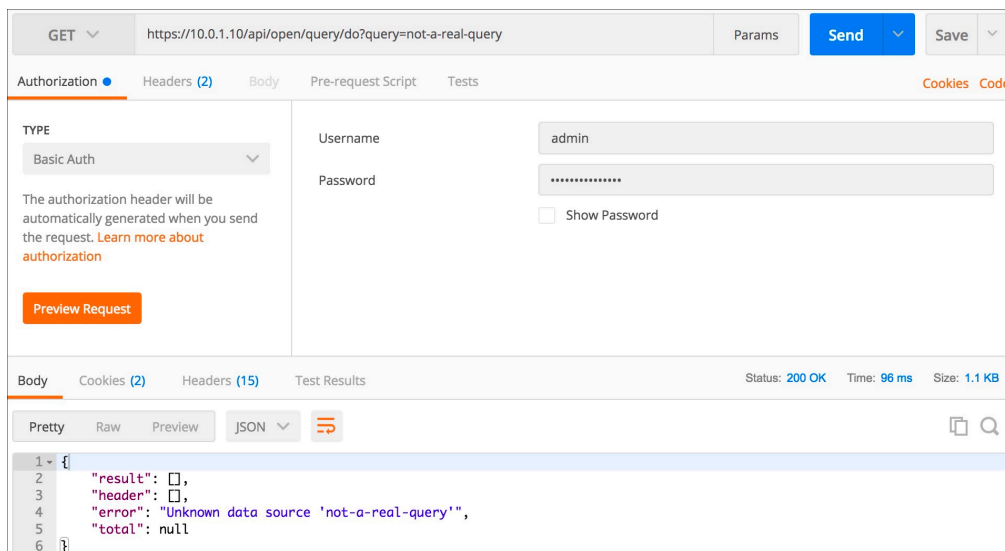 GET https://10.0.1.10/api/open/query/do?query=not-a-real-query Params Send Save
Authorization Headers (2) Body Pre-request Script Tests Cookies Code
TYPE
Basic Auth
The authorization header will be
automatically generated when you send
the request. Learn more about
authorization
Preview Request
Username admin
Password •••••••••••••••
Show Password
Body Cookies (2) Headers (15) Test Results Status: 200 OK Time: 96 ms Size: 1.1 KB
Pretty Raw Preview JSON
1 {
2 "result": [],
3 "header": [],
4 "error": "Unknown data source 'not-a-real-query'",
5 "total": null
6 }